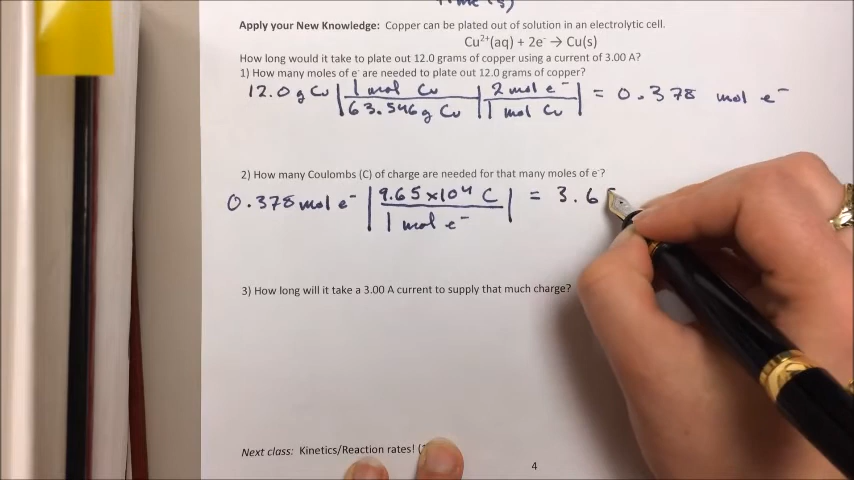 Time (s)
Apply your New Knowledge: Copper can be plated out of solution in an electrolytic cell.
Cu²⁺(aq) + 2e⁻ → Cu(s)
How long would it take to plate out 12.0 grams of copper using a current of 3.00 A?
1) How many moles of e⁻ are needed to plate out 12.0 grams of copper?
12.0 g Cu | 1 mol Cu | 2 mol e⁻ | = 0.378 mol e⁻
63.546 g Cu | 1 mol Cu
2) How many Coulombs (C) of charge are needed for that many moles of e⁻?
0.378 mol e⁻ | 9.65 x 10⁴ C | = 3.6
1 mol e⁻
3) How long will it take a 3.00 A current to supply that much charge?
Next class: Kinetics/Reaction rates! (
4